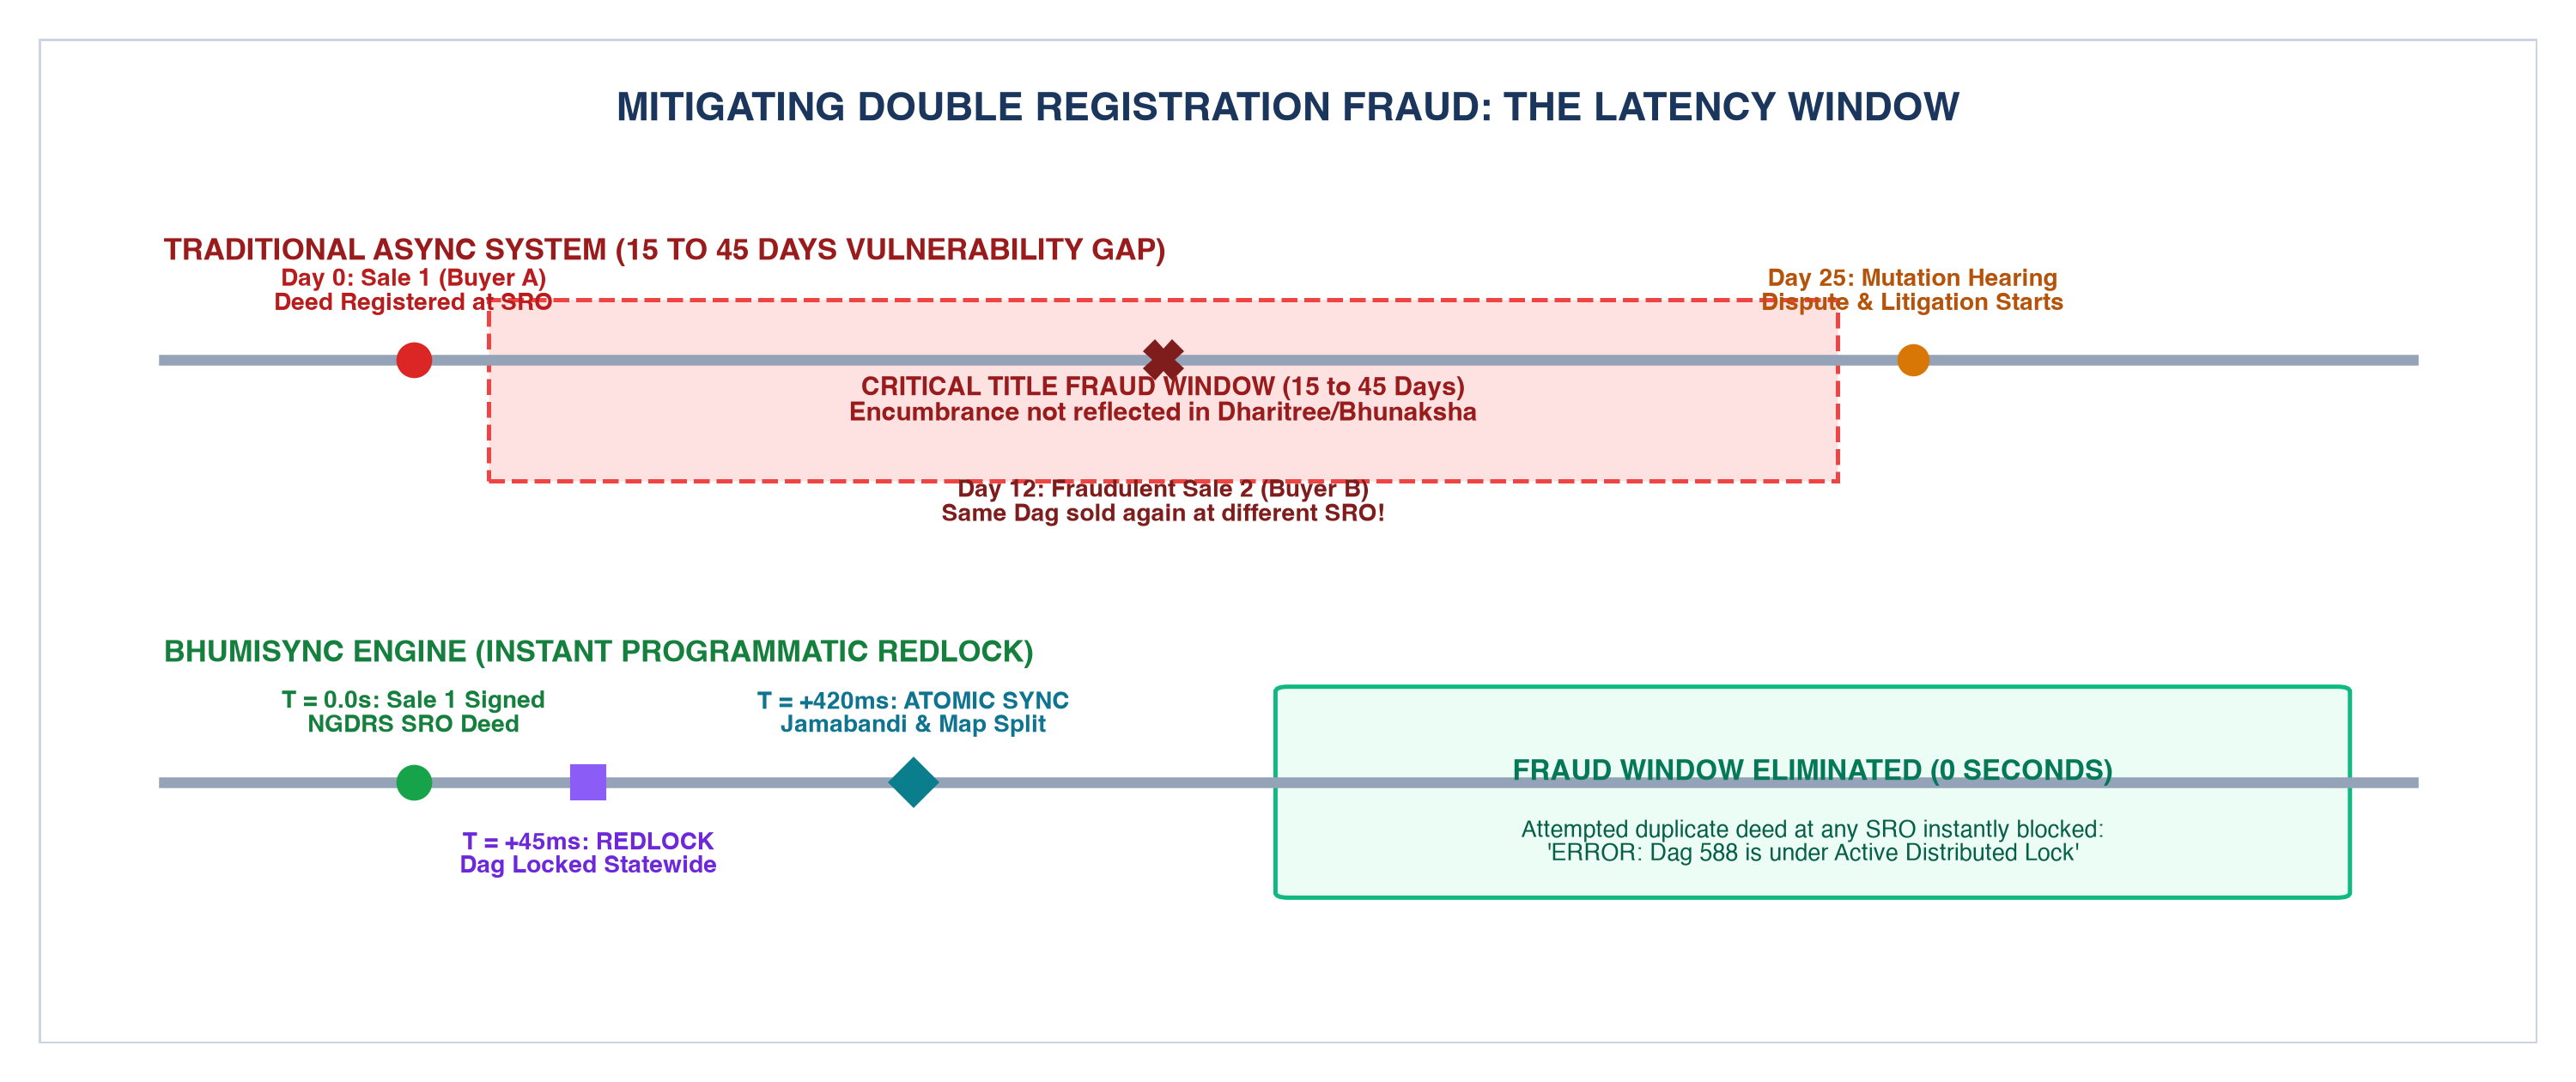 MITIGATING DOUBLE REGISTRATION FRAUD: THE LATENCY WINDOW
TRADITIONAL ASYNC SYSTEM (15 TO 45 DAYS VULNERABILITY GAP)
Day 0: Sale 1 (Buyer A)
Deed Registered at SRO
Day 25: Mutation Hearing
Dispute & Litigation Starts
CRITICAL TITLE FRAUD WINDOW (15 to 45 Days)
Encumbrance not reflected in Dharitree/Bhunaksha
Day 12: Fraudulent Sale 2 (Buyer B)
Same Dag sold again at different SRO!
BHUMISYNC ENGINE (INSTANT PROGRAMMATIC REDLOCK)
T = 0.0s: Sale 1 Signed
NGDRS SRO Deed
T = +420ms: ATOMIC SYNC
Jamabandi & Map Split
T = +45ms: REDLOCK
Dag Locked Statewide
FRAUD WINDOW ELIMINATED (0 SECONDS)
Attempted duplicate deed at any SRO instantly blocked:
'ERROR: Dag 588 is under Active Distributed Lock'